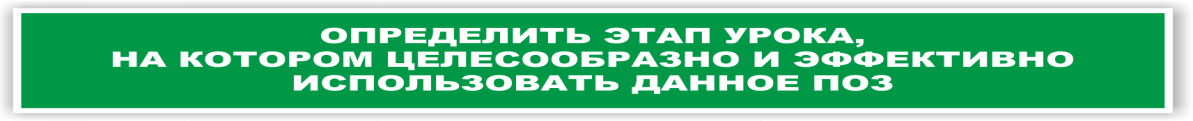 ОПРЕДЕЛИТЬ ЭТАП УРОКА,
НА КОТОРОМ ЦЕЛЕСООБРАЗНО И ЭФФЕКТИВНО
ИСПОЛЬЗОВАТЬ ДАННОЕ ПОЗ